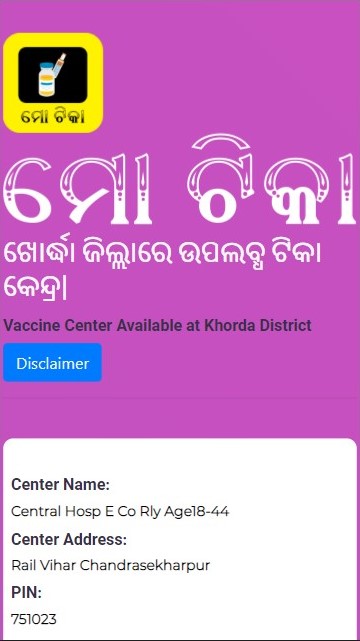 ମୋ ଟିକା
ମୋ ଟିକା
ଖୋର୍ଦ୍ଧା ଜିଲ୍ଲାରେ ଉପଲବ୍ଧ ଟିକା
କେନ୍ଦ୍ର|
Vaccine Center Available at Khorda District
Disclaimer
Center Name:
Central Hosp E Co Rly Age18-44
Center Address:
Rail Vihar Chandrasekharpur
PIN:
751023